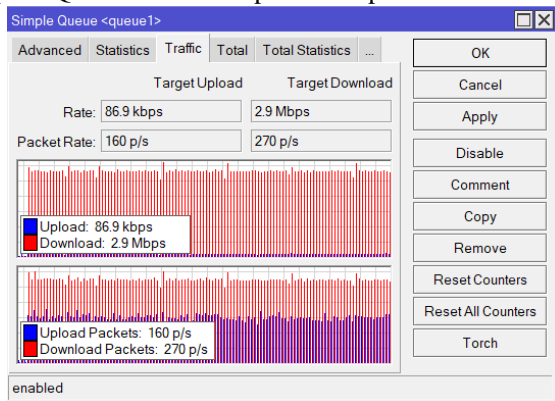 Simple Queue <queue1>
Advanced Statistics Traffic Total Total Statistics ...
Target Upload Target Download
Rate: 86.9 kbps 2.9 Mbps
Packet Rate: 160 p/s 270 p/s
Upload: 86.9 kbps
Download: 2.9 Mbps
Upload Packets: 160 p/s
Download Packets: 270 p/s
OK
Cancel
Apply
Disable
Comment
Copy
Remove
Reset Counters
Reset All Counters
Torch
enabled